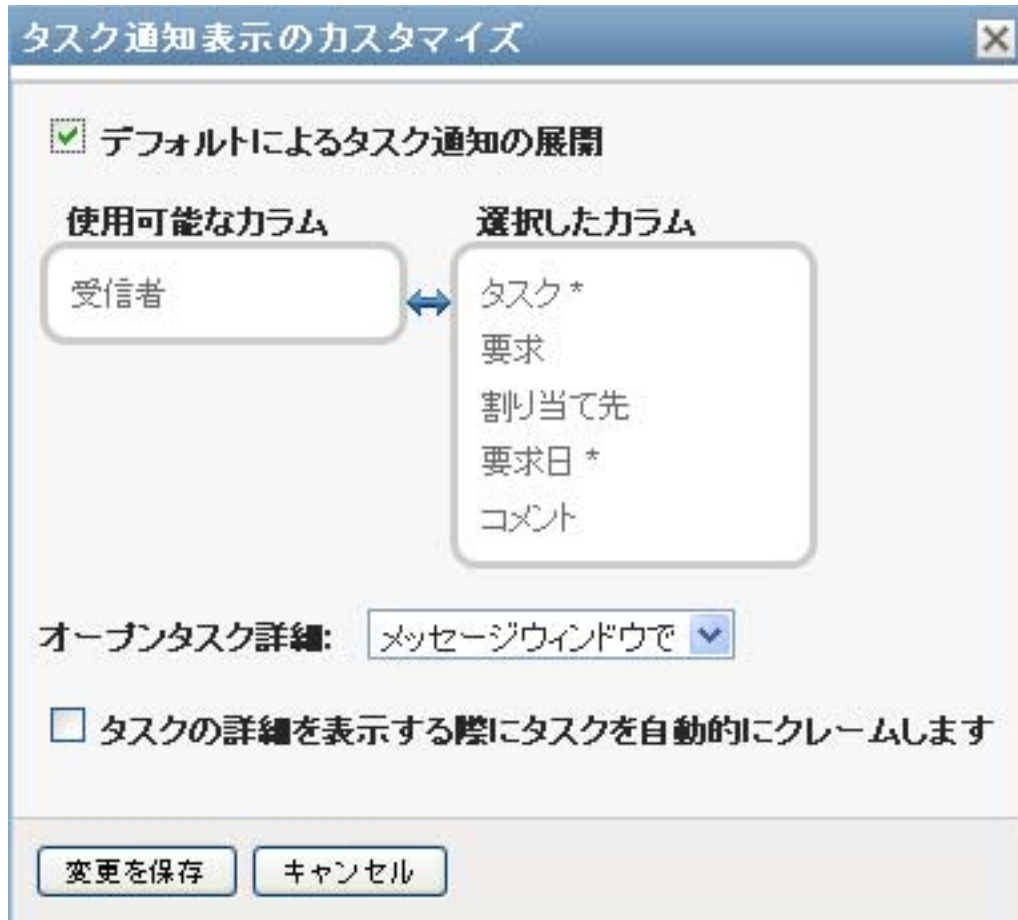 タスク通知表示のカスタマイズ
デフォルトによるタスク通知の展開
使用可能なカラム
選択したカラム
受信者
タスク *
要求
割り当て先
要求日 *
コメント
オープンタスク詳細: メッセージウィンドウで
タスクの詳細を表示する際にタスクを自動的にクレームします
変更を保存 キャンセル